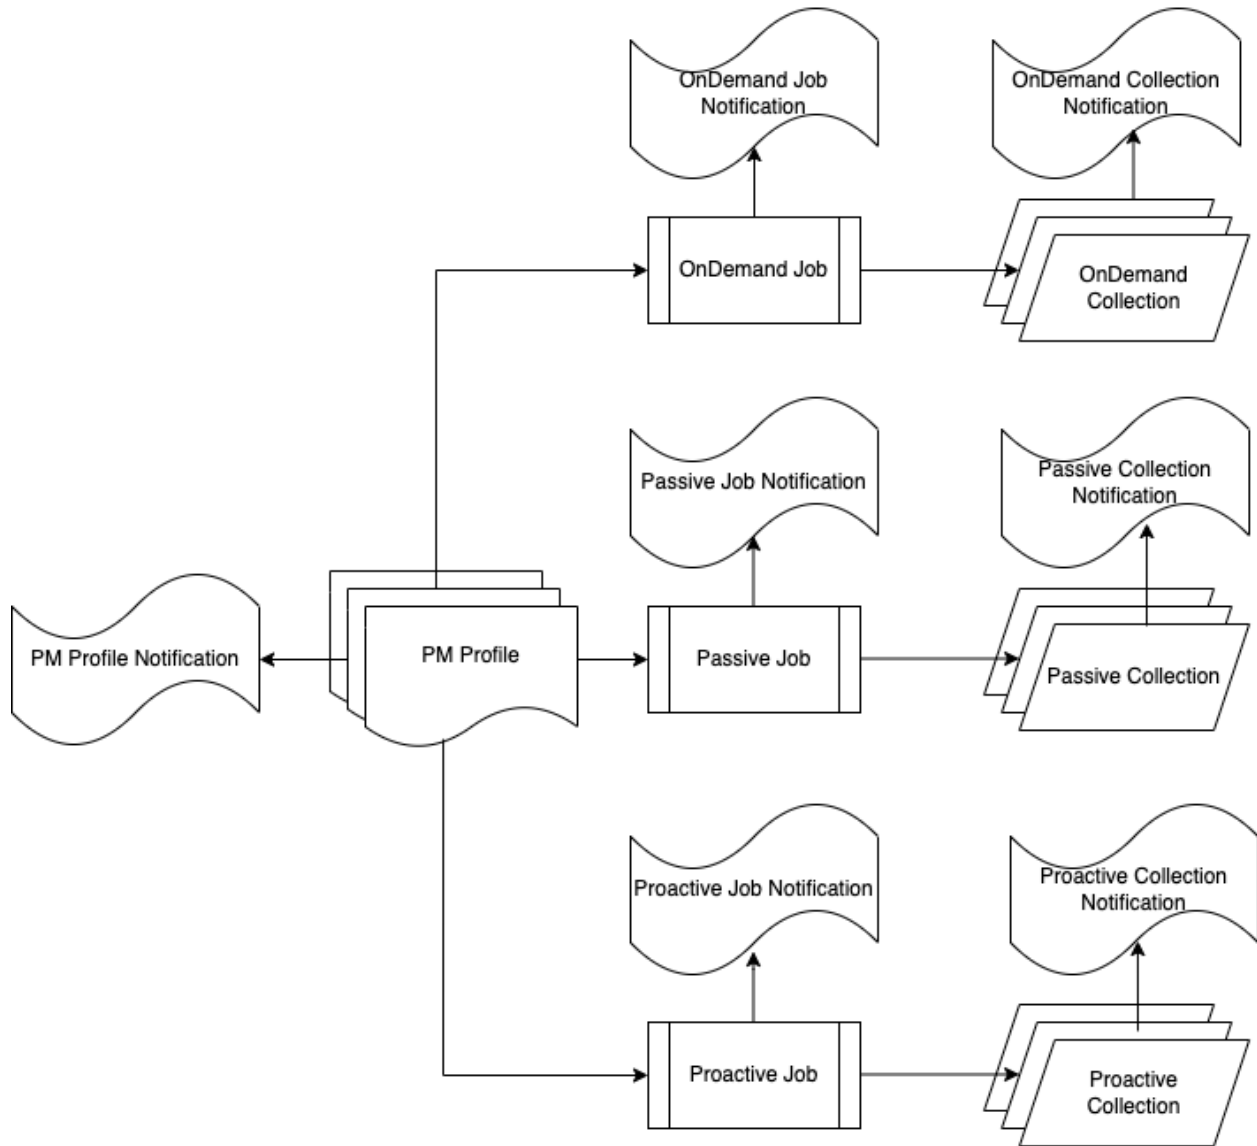 OnDemand Job
Notification
OnDemand Collection
Notification
OnDemand Job
OnDemand
Collection
Passive Job Notification
Passive Collection
Notification
PM Profile Notification
PM Profile
Passive Job
Passive Collection
Proactive Job Notification
Proactive Collection
Notification
Proactive Job
Proactive
Collection